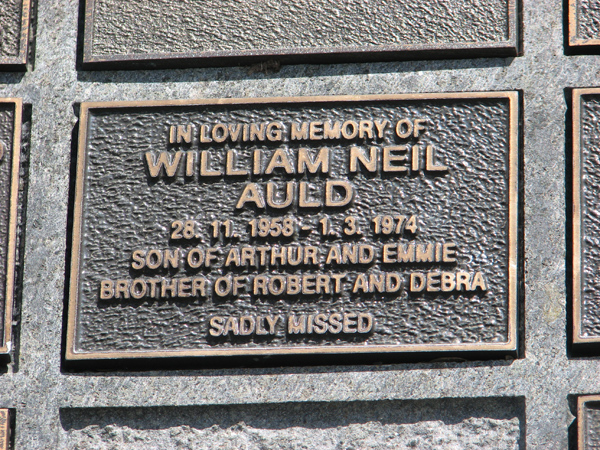 IN LOVING MEMORY OF
WILLIAM NEIL
AULD
28. 11. 1958 - 1. 3. 1974
SON OF ARTHUR AND EMMIE
BROTHER OF ROBERT AND DEBRA
SADLY MISSED